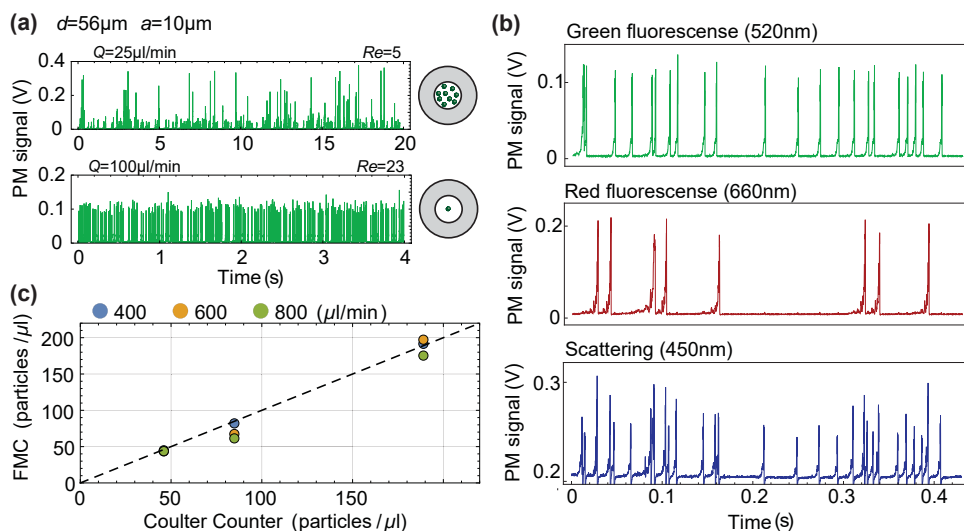 (a) d=56µm a=10µm
Q=25µl/min Re=5
PM signal (V)
0.4
0.2
0
0 5 10 15 20
Q=100µl/min Re=23
0.2
0.1
0
0 1 2 3 4
Time (s)
(c)
400 600 800 (µl/min)
FMC (particles /µl)
200
150
100
50
0
0 50 100 150
Coulter Counter (particles /µl)
(b)
Green fluorescense (520nm)
PM signal (V)
0.1
0
Red fluorescense (660nm)
PM signal (V)
0.2
0
Scattering (450nm)
PM signal (V)
0.3
0.2
0 0.1 0.2 0.3 0.4
Time (s)